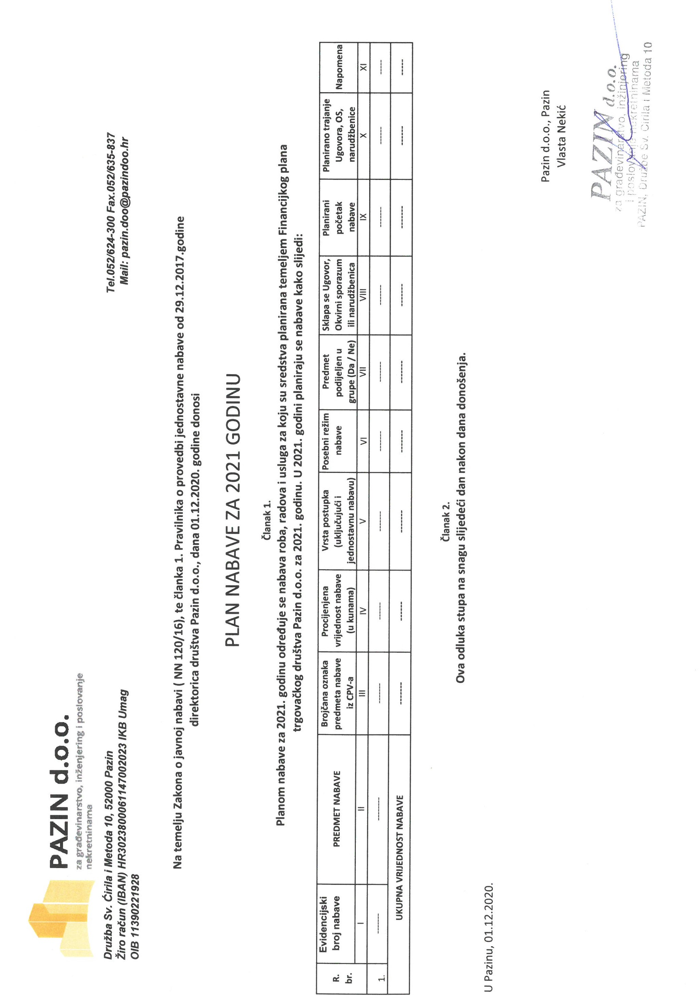 PAZIN d.o.o.
za građevinarstvo, inženjering i poslovanje
nekretninama
Družba Sv. Ćirila i Metoda 10, 52000 Pazin
Žiro račun (IBAN) HR3023800061147002023 IKB Umag
OIB 11390221928
Tel.052/624-300 Fax.052/635-837
Mail: pazin.doo@pazindoo.hr
Na temelju Zakona o javnoj nabavi ( NN 120/16), te članka 1. Pravilnika o provedbi jednostavne nabave od 29.12.2017.godine
direktorica društva Pazin d.o.o., dana 01.12.2020. godine donosi
PLAN NABAVE ZA 2021 GODINU
Članak 1.
Planom nabave za 2021. godinu određuje se nabava roba, radova i usluga za koju su sredstva planirana temeljem Financijkog plana
trgovačkog društva Pazin d.o.o. za 2021. godinu. U 2021. godini planiraju se nabave kako slijedi:
R. br. Evidencijski broj nabave PREDMET NABAVE Brojčana oznaka predmeta nabave iz CPV-a Procijenjena vrijednost nabave (u kunama) Vrsta postupka (uključujući i jednostavnu nabavu) Posebni režim nabave Predmet podijeljen u grupe (Da / Ne) Sklapa se Ugovor, Okvirni sporazum ili narudžbenica Planirani početak nabave Planirano trajanje Ugovora, OS, narudžbenice Napomena
I II III IV V VI VII VIII IX X XI
1. ------- -------- ------- ------ ------- ------- ------- ------- ------- ------ -----
UKUPNA VRIJEDNOST NABAVE ------- ------ ------- ------- ------- ------- ------- ------ -----
Članak 2.
Ova odluka stupa na snagu slijedeći dan nakon dana donošenja.
U Pazinu, 01.12.2020.
Pazin d.o.o., Pazin
Vlasta Nekić
PAZIN d.o.o.
za građevinarstvo, inžinjering
i poslovanje nekretninama
PAZIN, Družbe Sv. Ćirila i Metoda 10